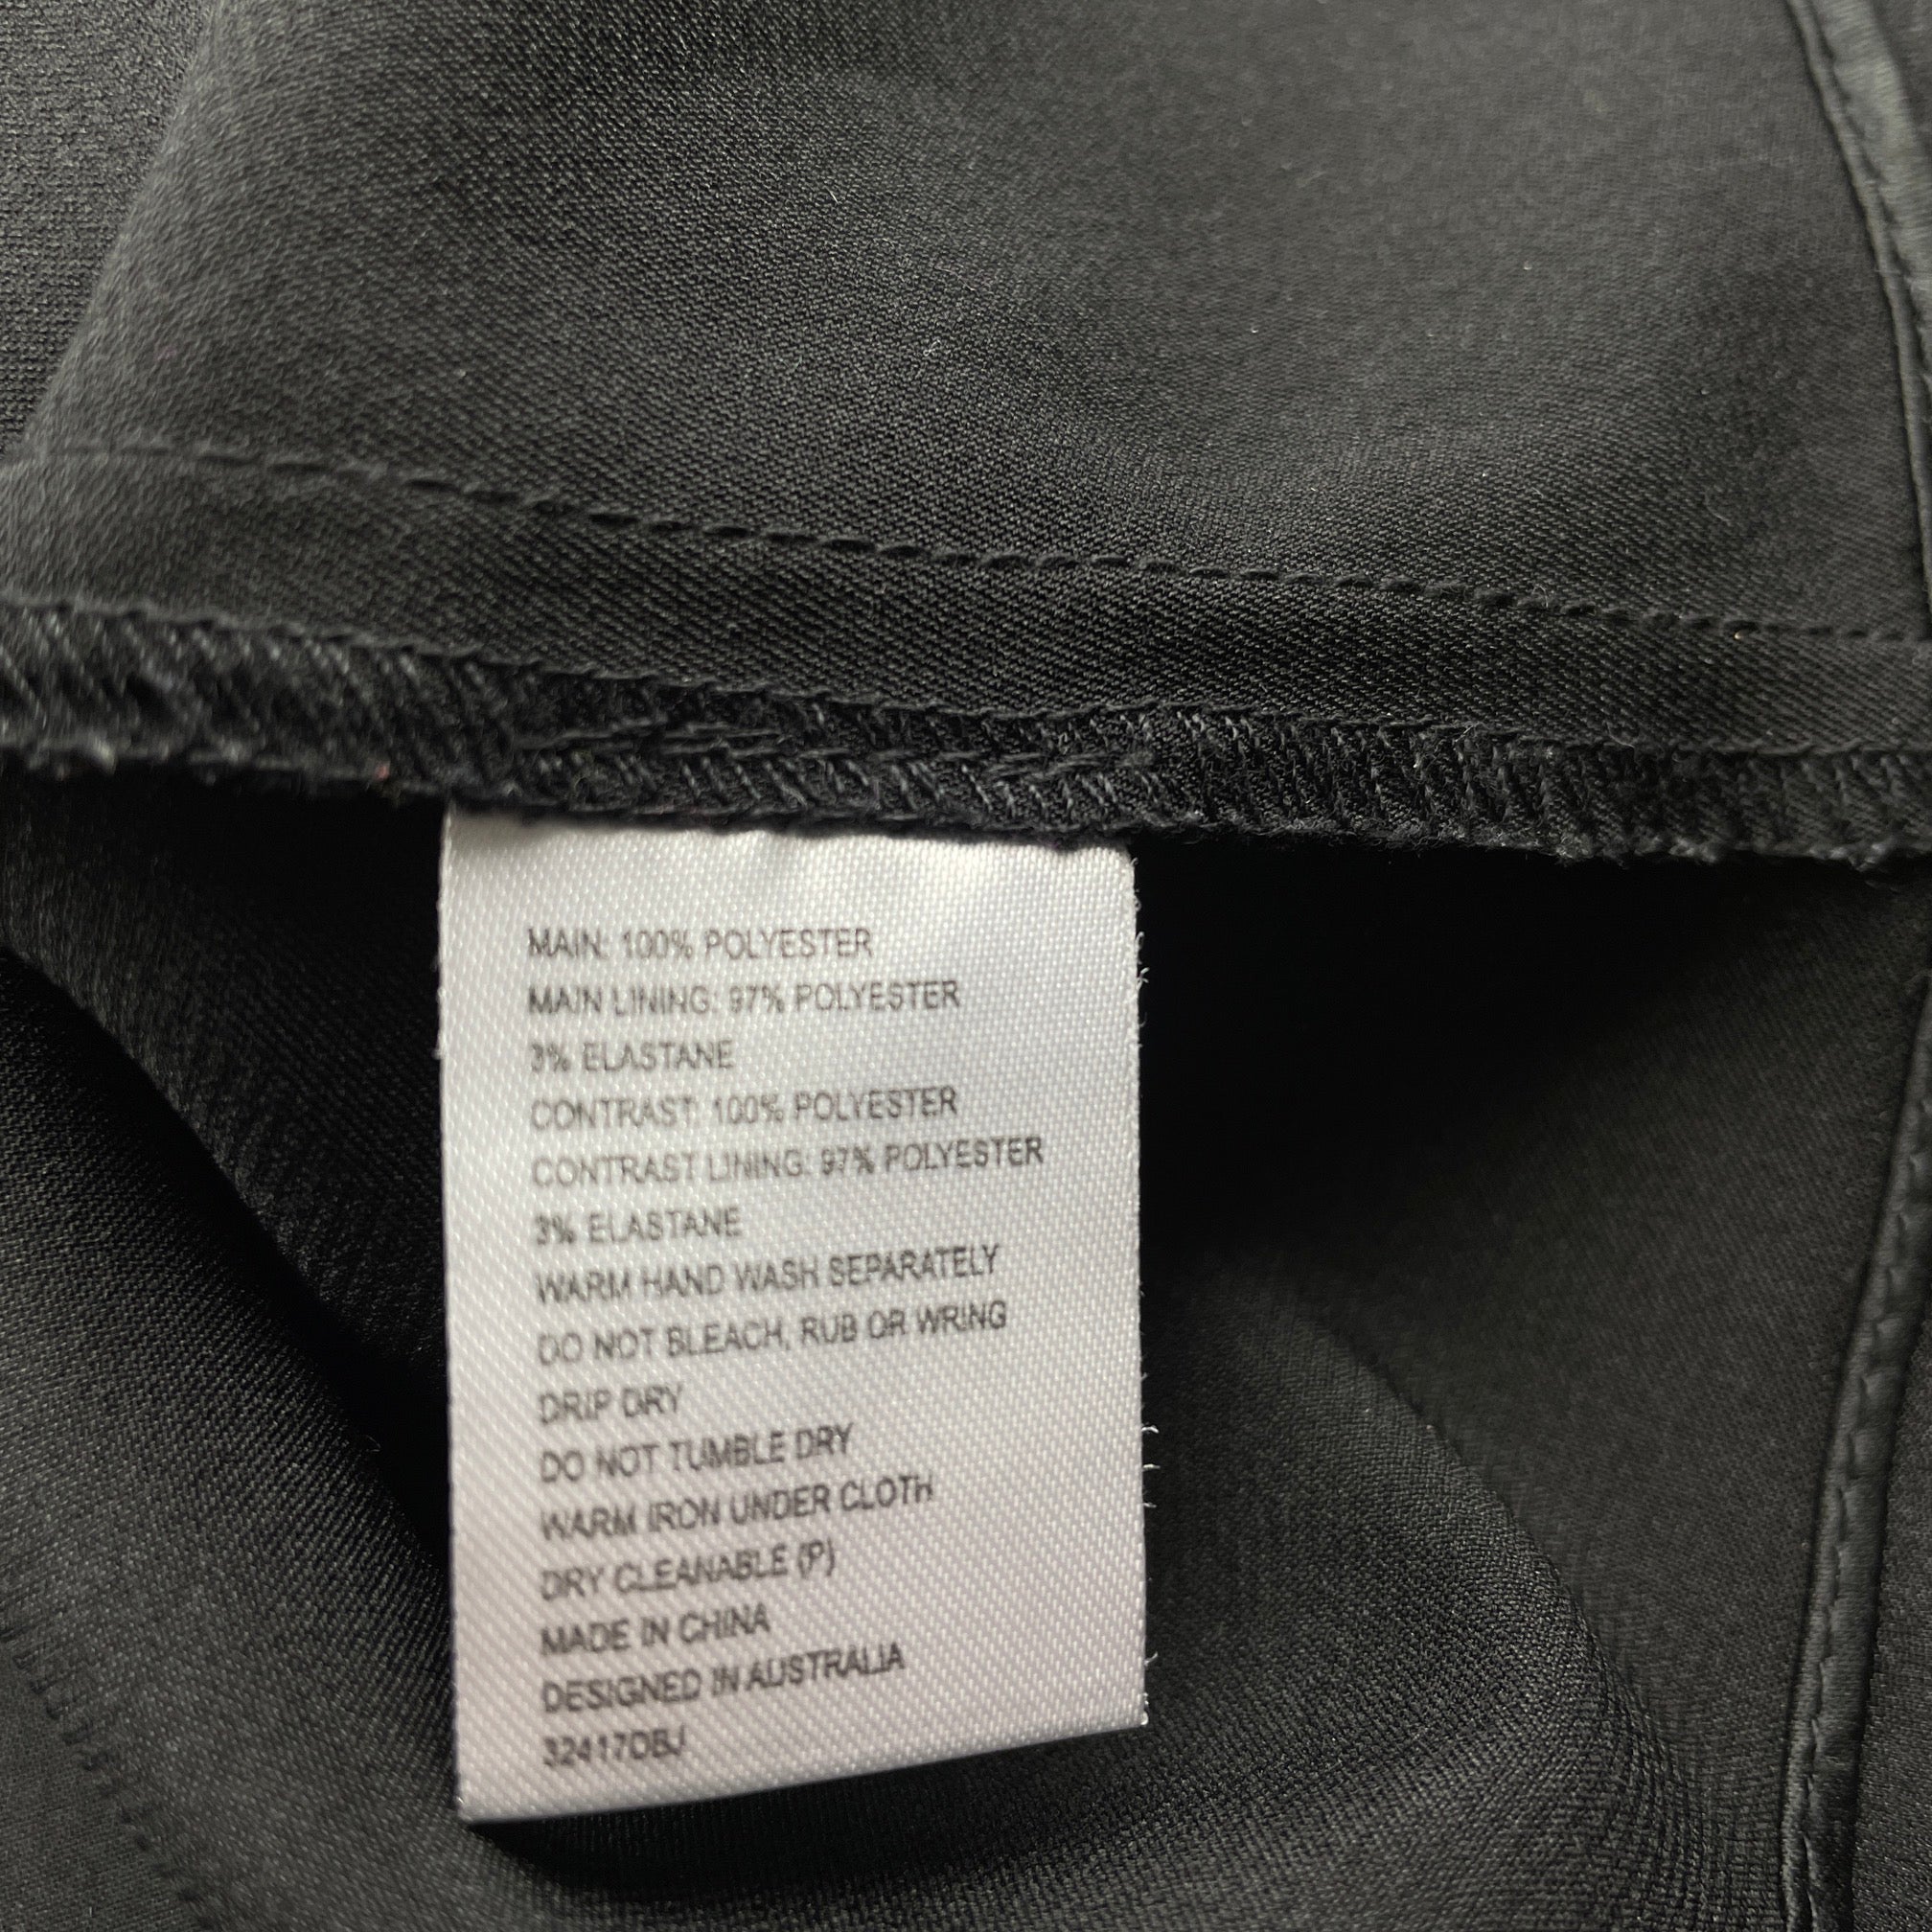 MAIN: 100% POLYESTER
MAIN LINING: 97% POLYESTER
3% ELASTANE
CONTRAST: 100% POLYESTER
CONTRAST LINING: 97% POLYESTER
3% ELASTANE
WARM HAND WASH SEPARATELY
DO NOT BLEACH, RUB OR WRING
DRIP DRY
DO NOT TUMBLE DRY
WARM IRON UNDER CLOTH
DRY CLEANABLE (P)
MADE IN CHINA
DESIGNED IN AUSTRALIA
32417DBJ